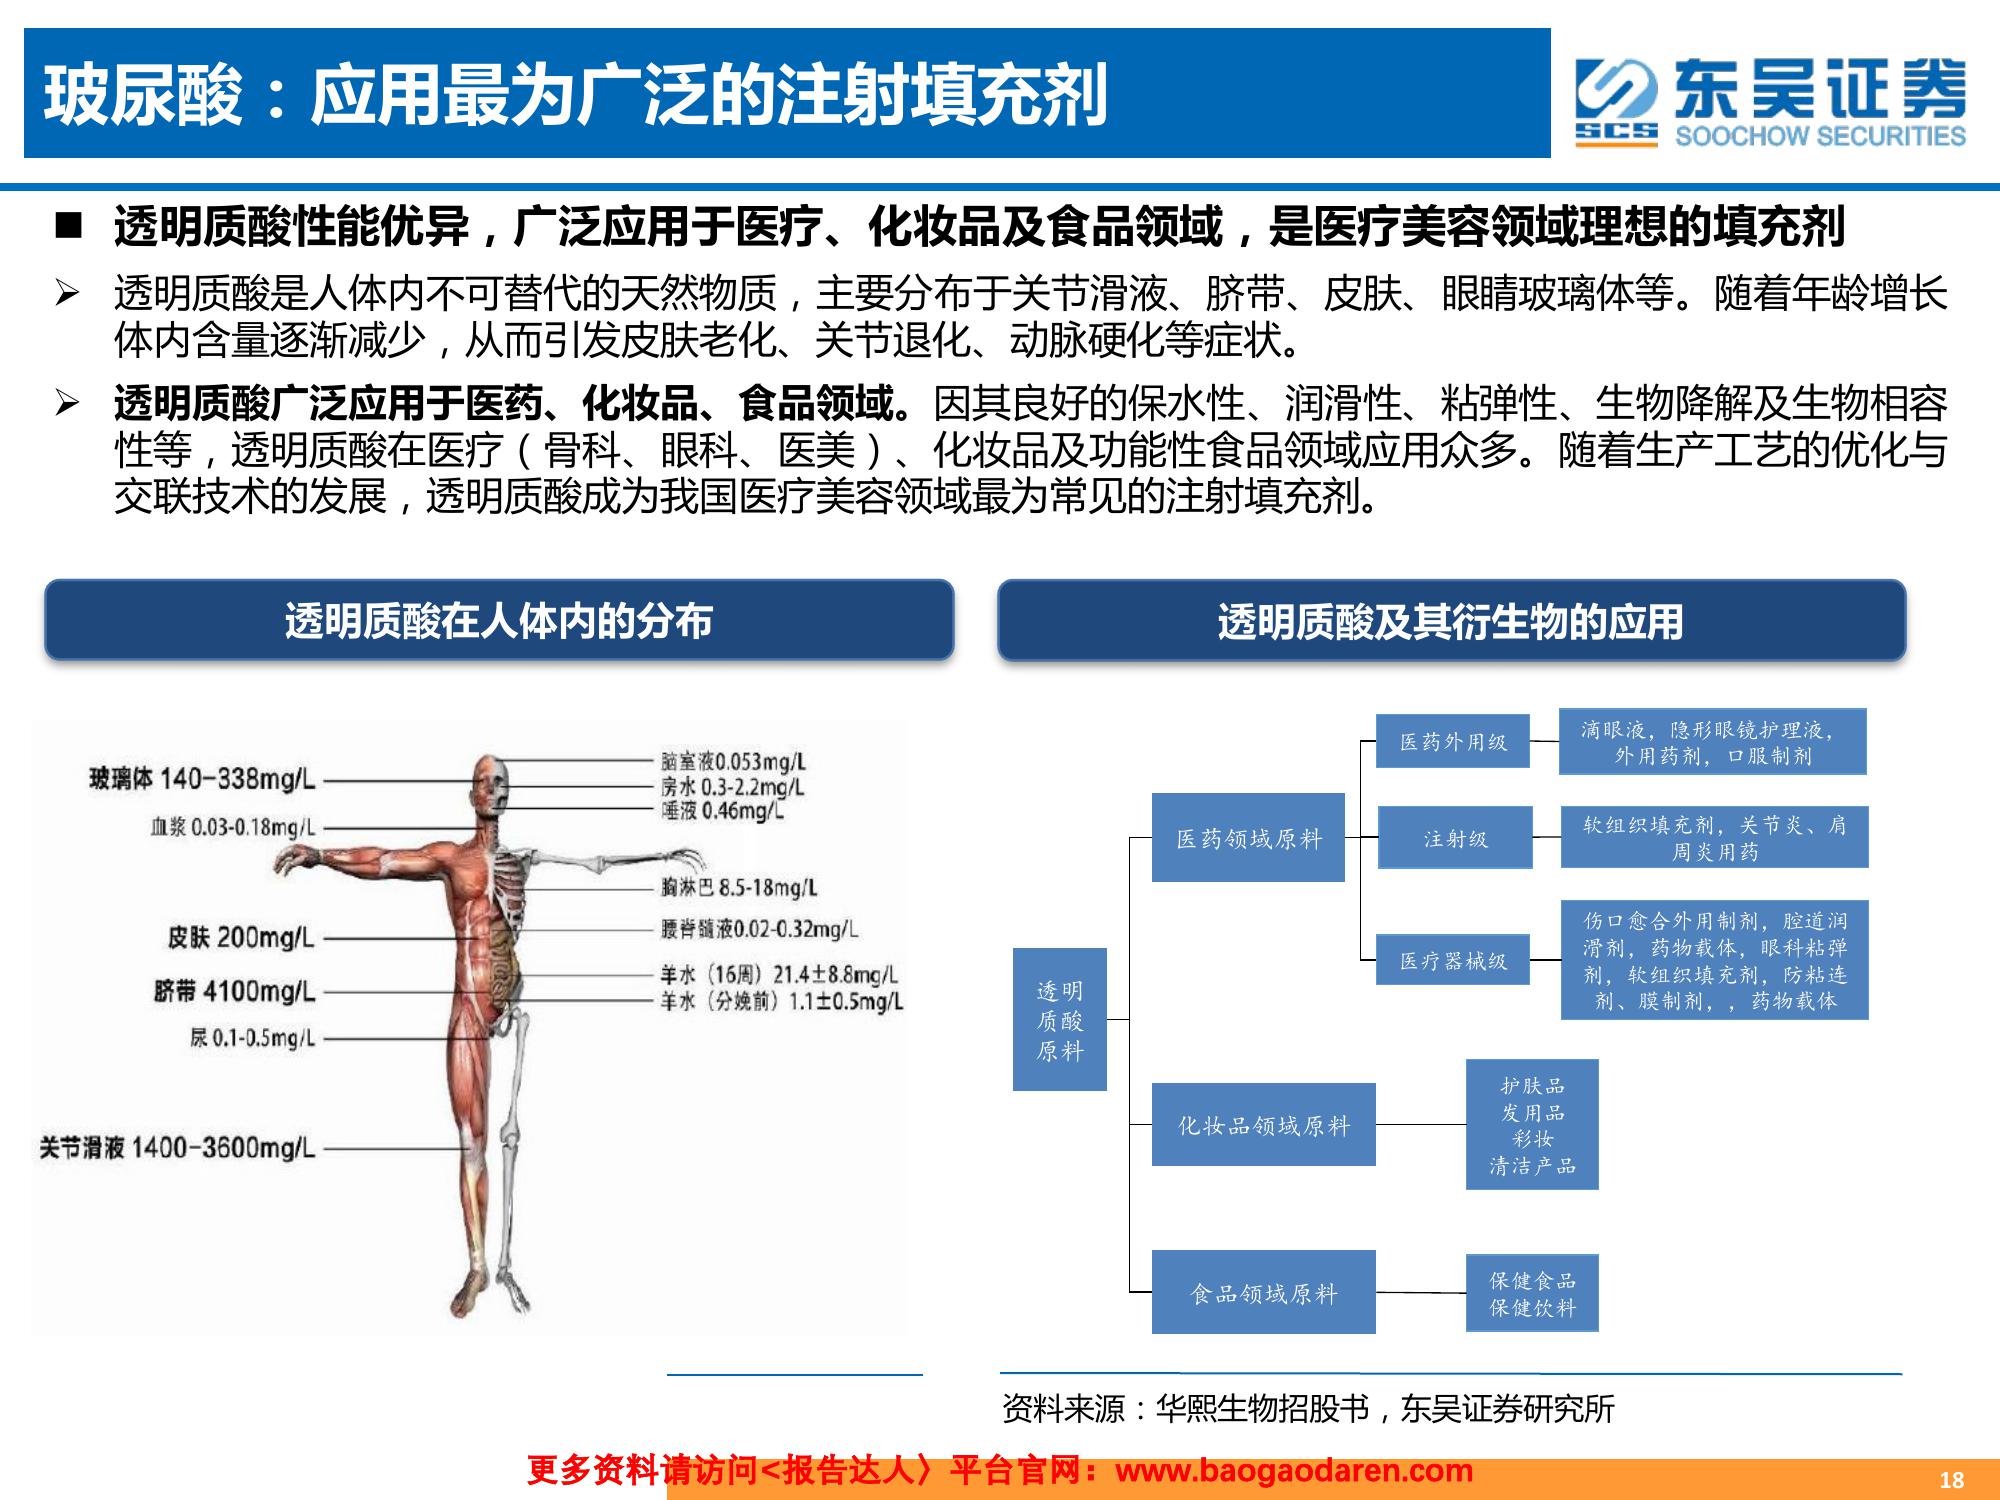 玻尿酸：应用最为广泛的注射填充剂
SCS
东吴证券
SOOCHOW SECURITIES
■ 透明质酸性能优异，广泛应用于医疗、化妆品及食品领域，是医疗美容领域理想的填充剂
➢ 透明质酸是人体内不可替代的天然物质，主要分布于关节滑液、脐带、皮肤、眼睛玻璃体等。随着年龄增长
体内含量逐渐减少，从而引发皮肤老化、关节退化、动脉硬化等症状。
➢ 透明质酸广泛应用于医药、化妆品、食品领域。因其良好的保水性、润滑性、粘弹性、生物降解及生物相容
性等，透明质酸在医疗（骨科、眼科、医美）、化妆品及功能性食品领域应用众多。随着生产工艺的优化与
交联技术的发展，透明质酸成为我国医疗美容领域最为常见的注射填充剂。
透明质酸在人体内的分布
玻璃体 140-338mg/L
血浆 0.03-0.18mg/L
皮肤 200mg/L
脐带 4100mg/L
尿 0.1-0.5mg/L
关节滑液 1400-3600mg/L
脑室液0.053mg/L
房水 0.3-2.2mg/L
唾液 0.46mg/L
胸淋巴 8.5-18mg/L
腰脊髓液0.02-0.32mg/L
羊水（16周）21.4±8.8mg/L
羊水（分娩前）1.1±0.5mg/L
透明质酸及其衍生物的应用
透明
质酸
原料
医药领域原料
医药外用级
滴眼液，隐形眼镜护理液，
外用药剂，口服制剂
注射级
软组织填充剂，关节炎、肩
周炎用药
医疗器械级
伤口愈合外用制剂，腔道润
滑剂，药物载体，眼科粘弹
剂，软组织填充剂，防粘连
剂、膜制剂，，药物载体
化妆品领域原料
护肤品
发用品
彩妆
清洁产品
食品领域原料
保健食品
保健饮料
资料来源：华熙生物招股书，东吴证券研究所
更多资料请访问<报告达人〉平台官网：www.baogaodaren.com
18